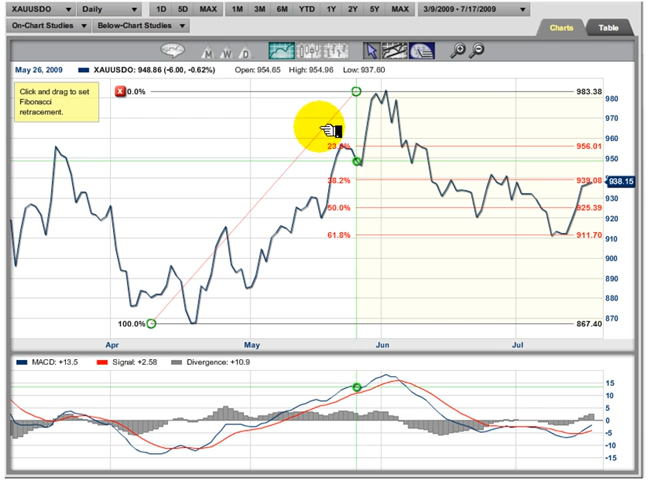 XAUUSDO Daily 1D 5D MAX 1M 3M 6M YTD 1Y 2Y 5Y MAX 3/9/2009 - 7/17/2009
On-Chart Studies Below-Chart Studies Charts Table
M W D
May 26, 2009 XAUUSDO: 948.86 (-6.00, -0.62%) Open: 954.65 High: 954.96 Low: 937.60
Click and drag to set
Fibonacci
retracement.
X 0.0% 983.38
980
970
960
956.01
950
38.2% 939.08
938.15
930
50.0% 925.39
920
61.8% 911.70
910
900
890
880
870
100.0% 867.40
Apr May Jun Jul
MACD: +13.5 Signal: +2.58 Divergence: +10.9
15
10
5
0
-5
-10
-15